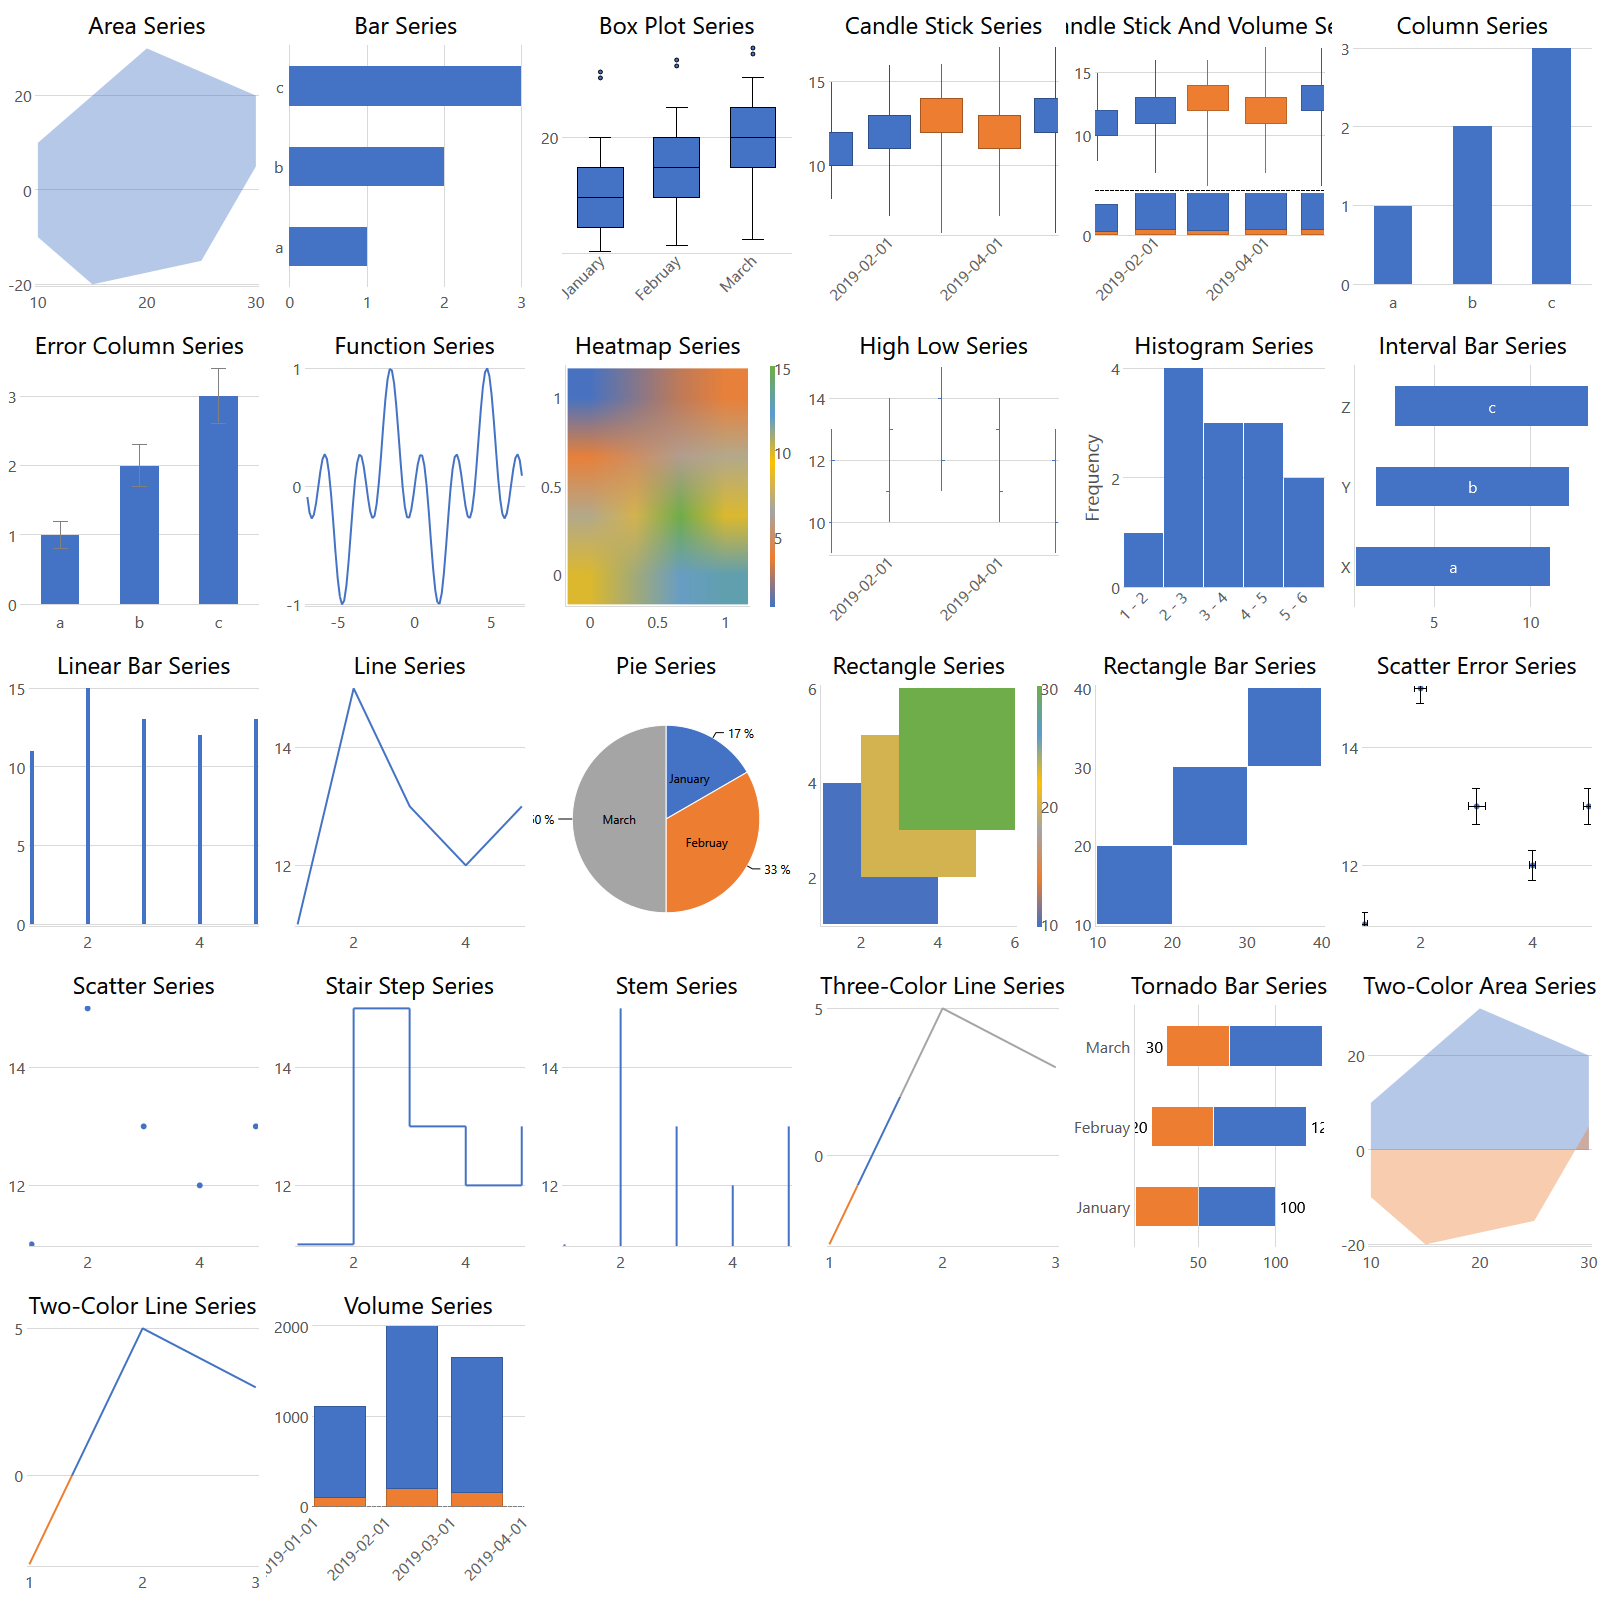 Area Series
20
0
-20
10 20 30
Bar Series
c
b
a
0 1 2 3
Box Plot Series
20
January
Februay
March
Candle Stick Series
15
10
2019-02-01
2019-04-01
ndle Stick And Volume Se
15
10
0
2019-02-01
2019-04-01
Column Series
3
2
1
0
a b c
Error Column Series
3
2
1
0
a b c
Function Series
1
0
-1
-5 0 5
Heatmap Series
1
0.5
0
0 0.5 1
15
10
5
High Low Series
14
12
10
2019-02-01
2019-04-01
Histogram Series
Frequency
4
2
0
1 - 2
2 - 3
3 - 4
4 - 5
5 - 6
Interval Bar Series
Z c
Y b
X a
5 10
Linear Bar Series
15
10
5
0
2 4
Line Series
14
12
2 4
Pie Series
17 %
January
March
Februay
50 %
33 %
Rectangle Series
6
4
2
2 4 6
30
20
10
Rectangle Bar Series
40
30
20
10
10 20 30 40
Scatter Error Series
14
12
2 4
Scatter Series
14
12
2 4
Stair Step Series
14
12
2 4
Stem Series
14
12
2 4
Three-Color Line Series
5
0
1 2 3
Tornado Bar Series
March 30
Februay 20 12
January 100
50 100
Two-Color Area Series
20
0
-20
10 20 30
Two-Color Line Series
5
0
1 2 3
Volume Series
2000
1000
0
2019-01-01
2019-02-01
2019-03-01
2019-04-01